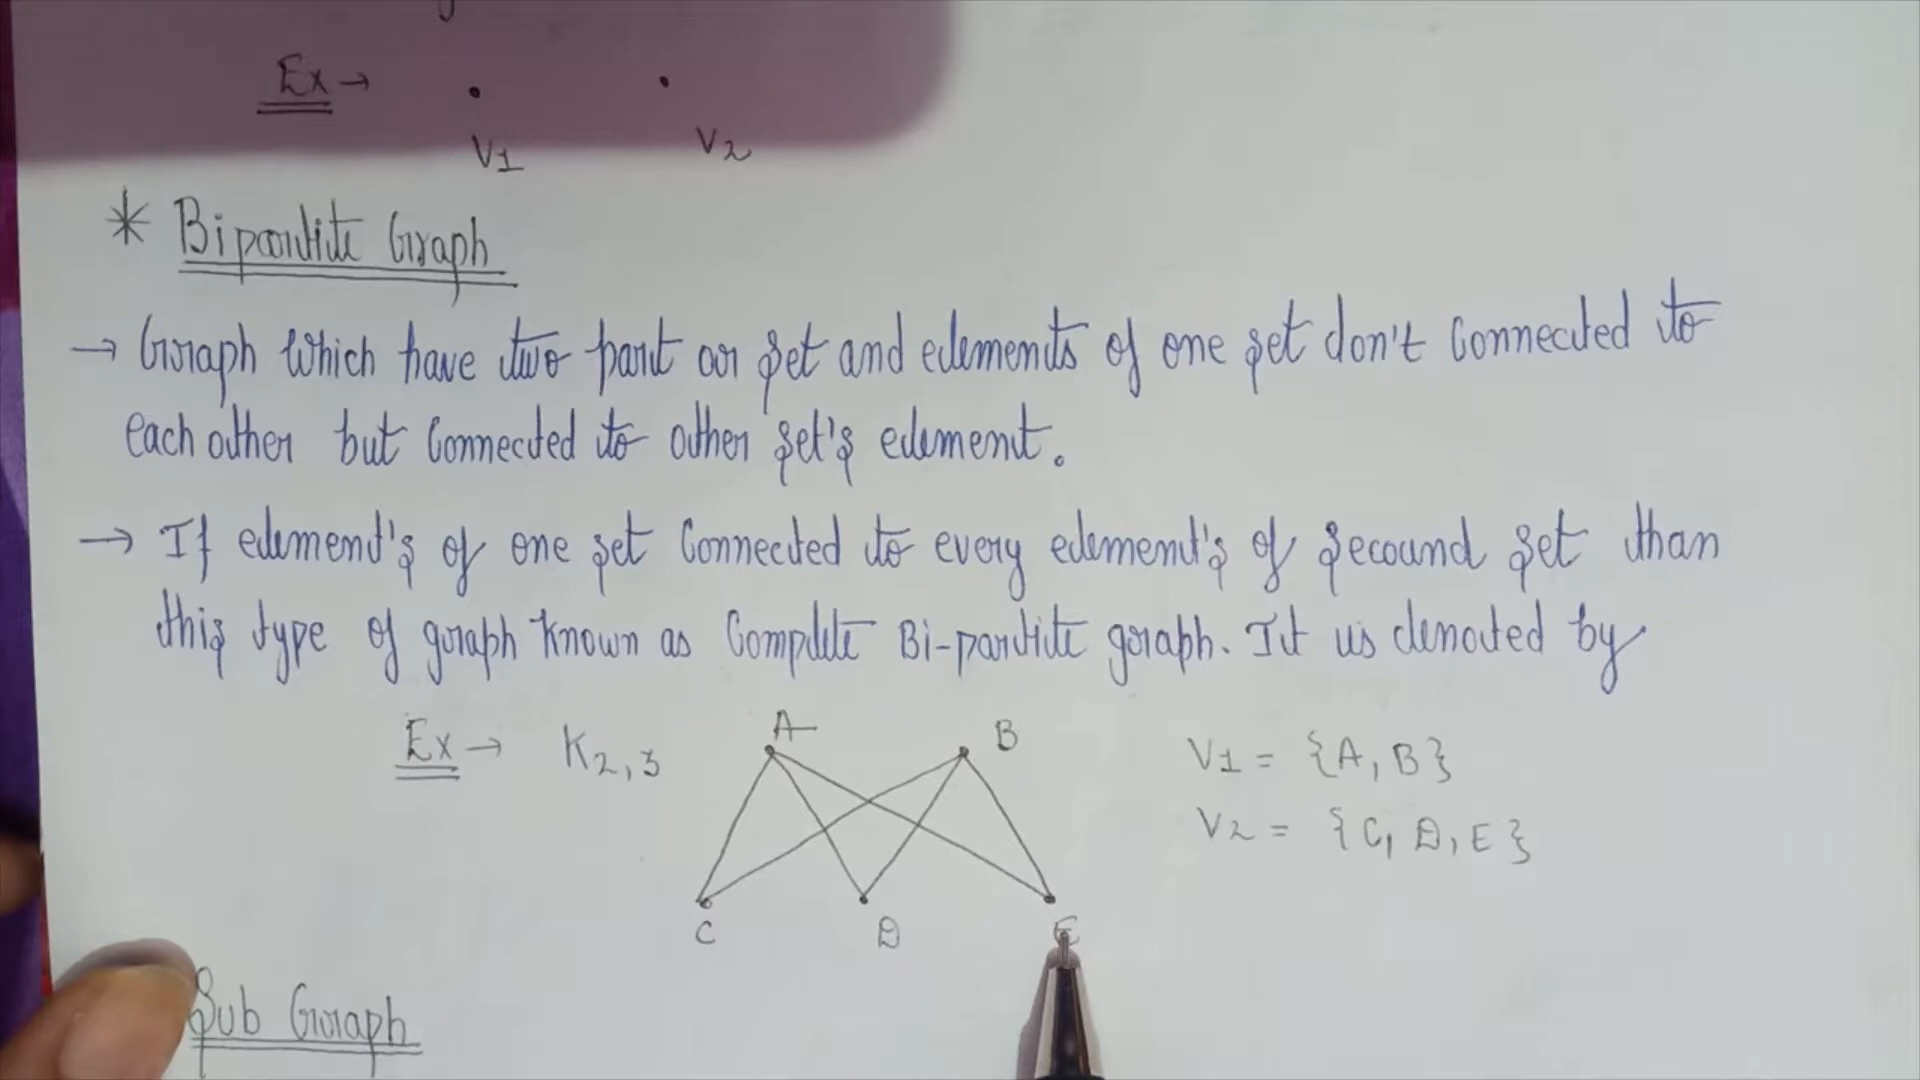 Ex →
V1 V2
* Bipartite Graph
→ Graph which have two part or set and elements of one set don't connected to
each other but connected to other set's element.
→ If element's of one set connected to every element's of secound set than
this type of graph known as Complete Bi-partite graph. It is denoted by
Ex → K2,3
A B
V1 = {A, B}
V2 = {C, D, E}
C D E
Sub Graph